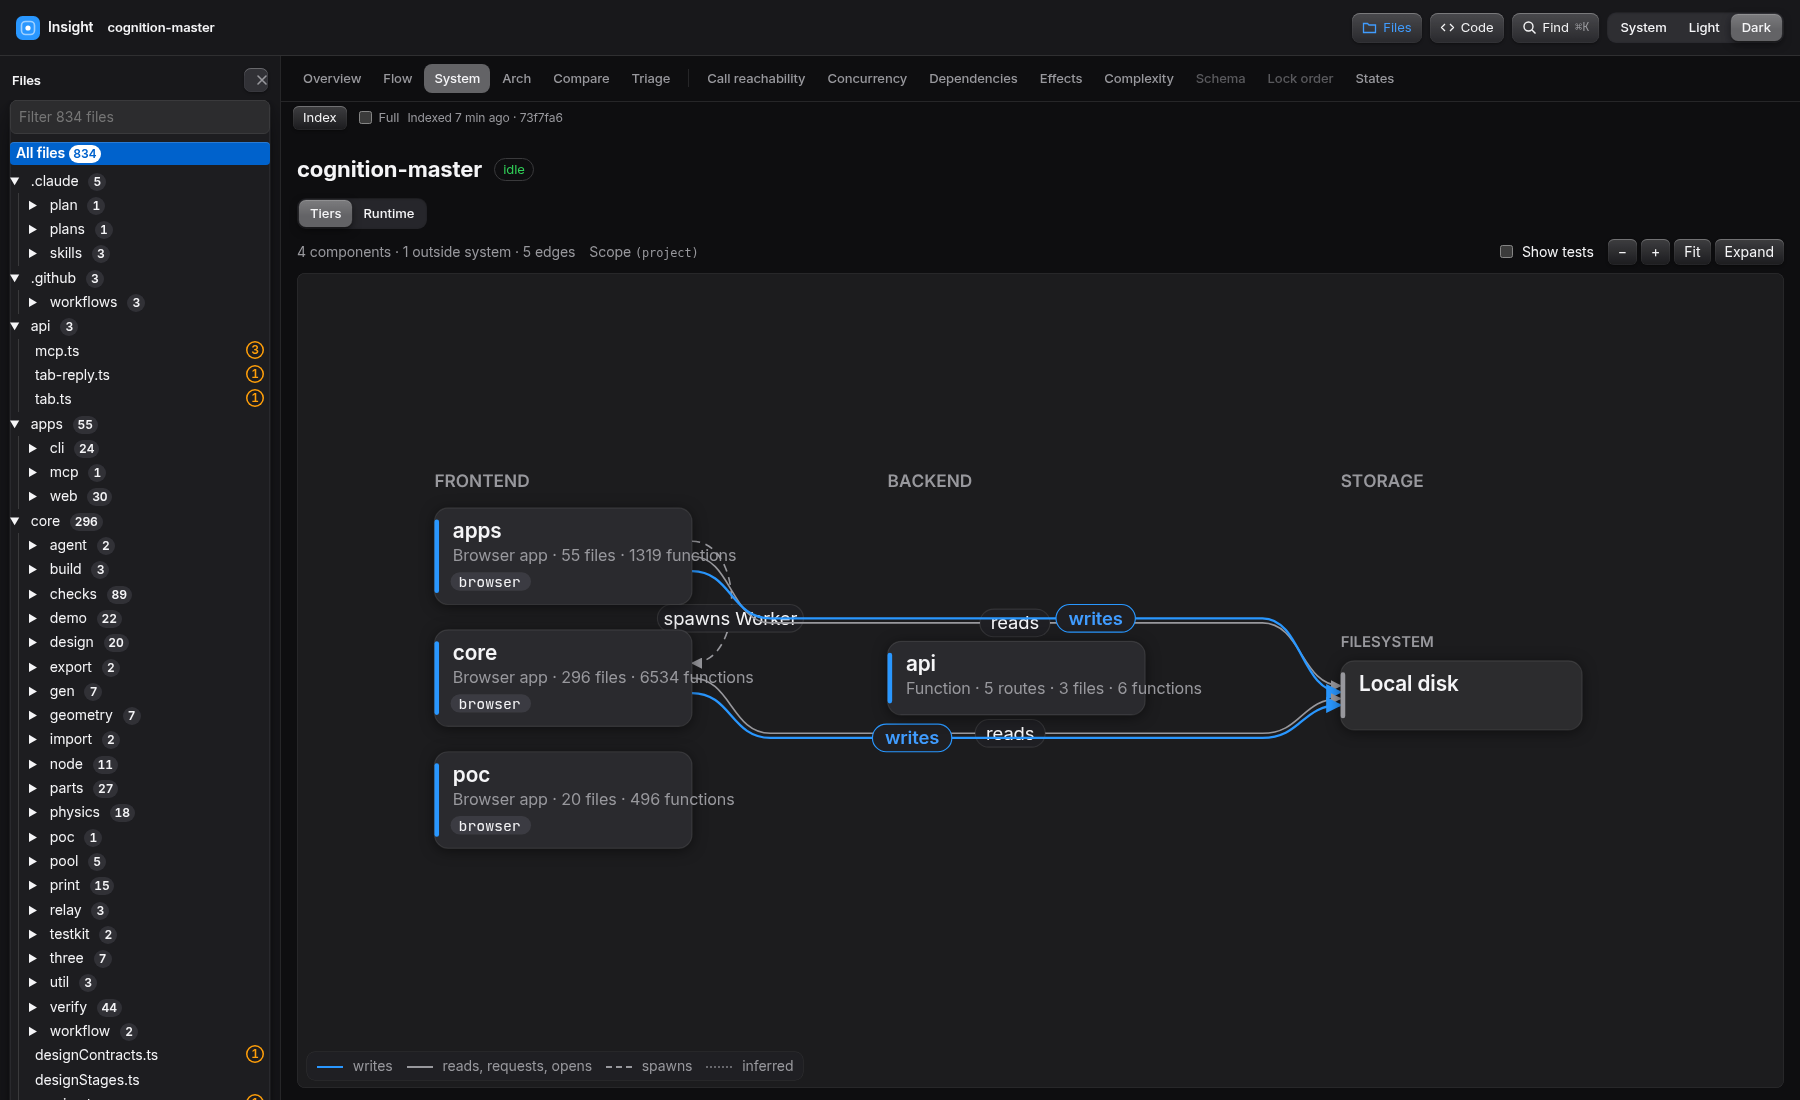 Insight cognition-master Files Code Find ⌘K System Light Dark
Files
Filter 834 files
All files 834
.claude 5
plan 1
plans 1
skills 3
.github 3
workflows 3
api 3
mcp.ts 3
tab-reply.ts 1
tab.ts 1
apps 55
cli 24
mcp 1
web 30
core 296
agent 2
build 3
checks 89
demo 22
design 20
export 2
gen 7
geometry 7
import 2
node 11
parts 27
physics 18
poc 1
pool 5
print 15
relay 3
testkit 2
three 7
util 3
verify 44
workflow 2
designContracts.ts 1
designStages.ts
Overview Flow System Arch Compare Triage Call reachability Concurrency Dependencies Effects Complexity Schema Lock order States
Index Full Indexed 7 min ago · 73f7fa6
cognition-master idle
Tiers Runtime
4 components · 1 outside system · 5 edges Scope (project) Show tests − + Fit Expand
FRONTEND BACKEND STORAGE
apps
Browser app · 55 files · 1319 functions
browser
spawns Worker reads writes
core
Browser app · 296 files · 6534 functions
browser
api
Function · 5 routes · 3 files · 6 functions
FILESYSTEM
Local disk
writes reads
poc
Browser app · 20 files · 496 functions
browser
writes reads, requests, opens spawns inferred